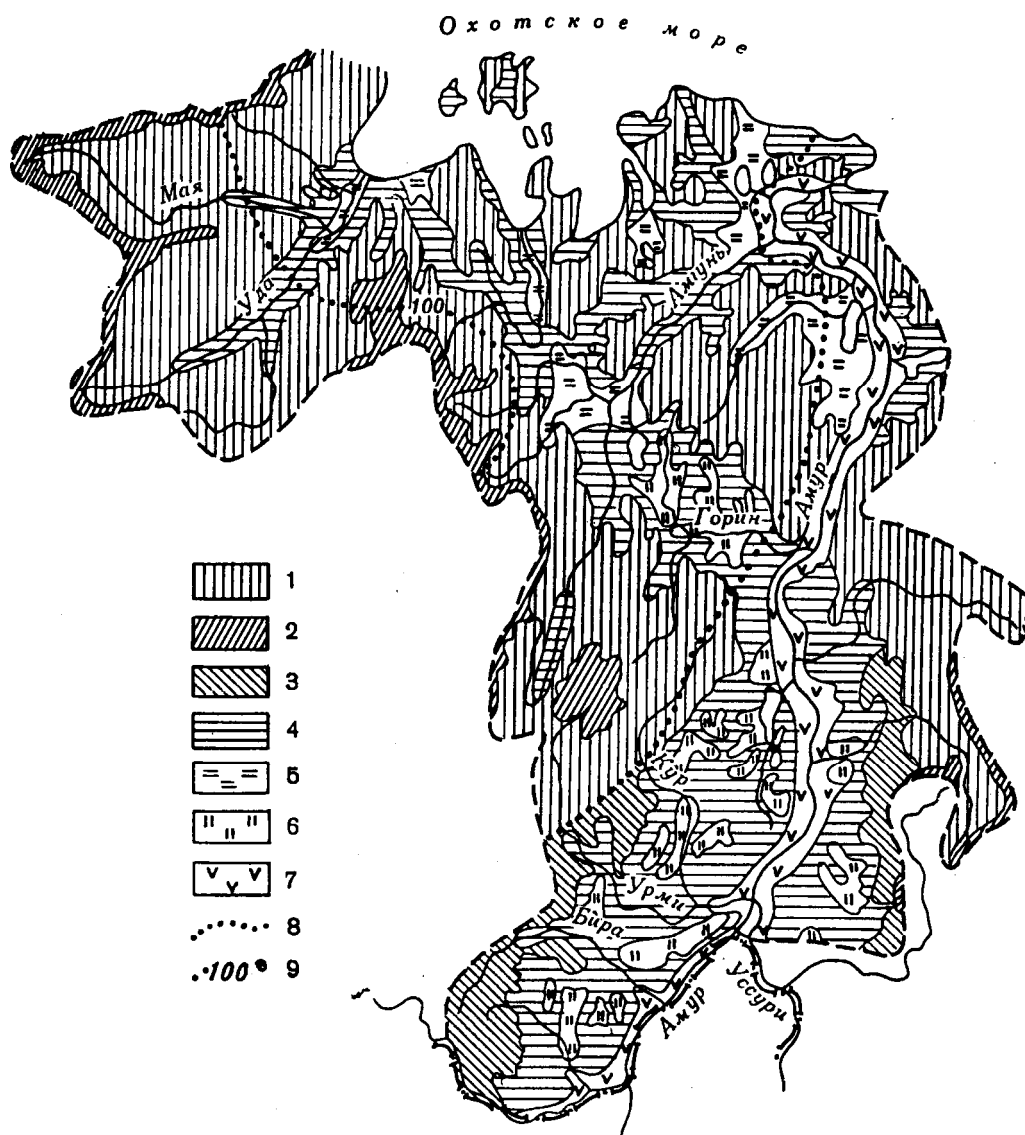 Охотское море
Мая
Уда
100
Амгунь
Амур
Горин
1
2
3
4
5
6
7
8
.·100° 9
Кур
Урми
Бира
Амур
Уссури